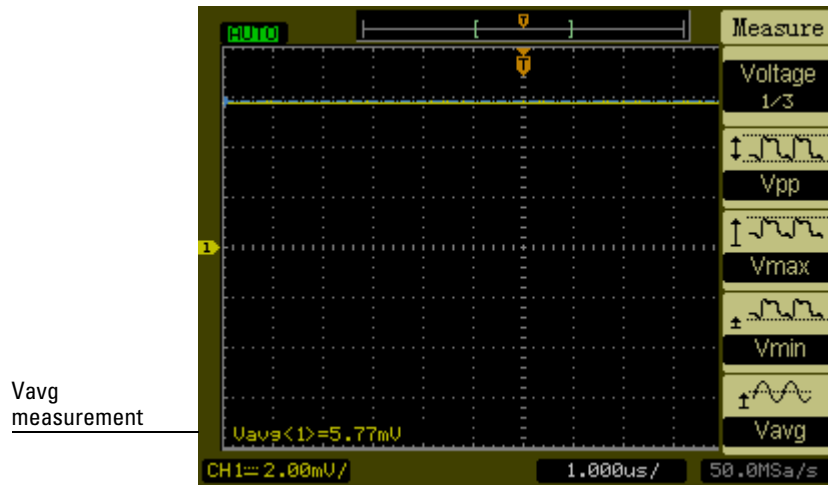 AUTO
T
Measure
T
Voltage
1/3
Vpp
1
Vmax
Vmin
Vavg
measurement
Vavg<1>=5.77mV
Vavg
CH1⎓2.00mV/
1.000us/
50.0MSa/s